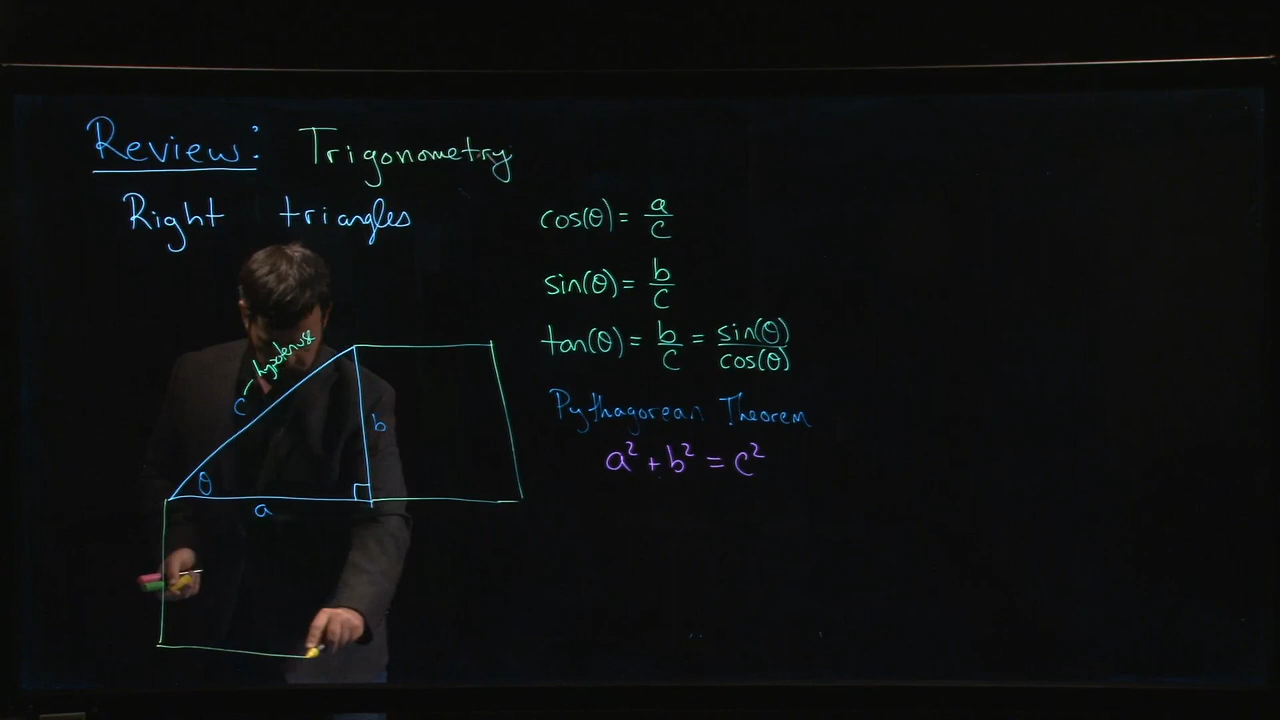 Review: Trigonometry
Right triangles
cos(θ) = a/c
sin(θ) = b/c
tan(θ) = b/c = sin(θ)/cos(θ)
Pythagorean Theorem
a² + b² = c²
hypotenuse
c
b
θ
a